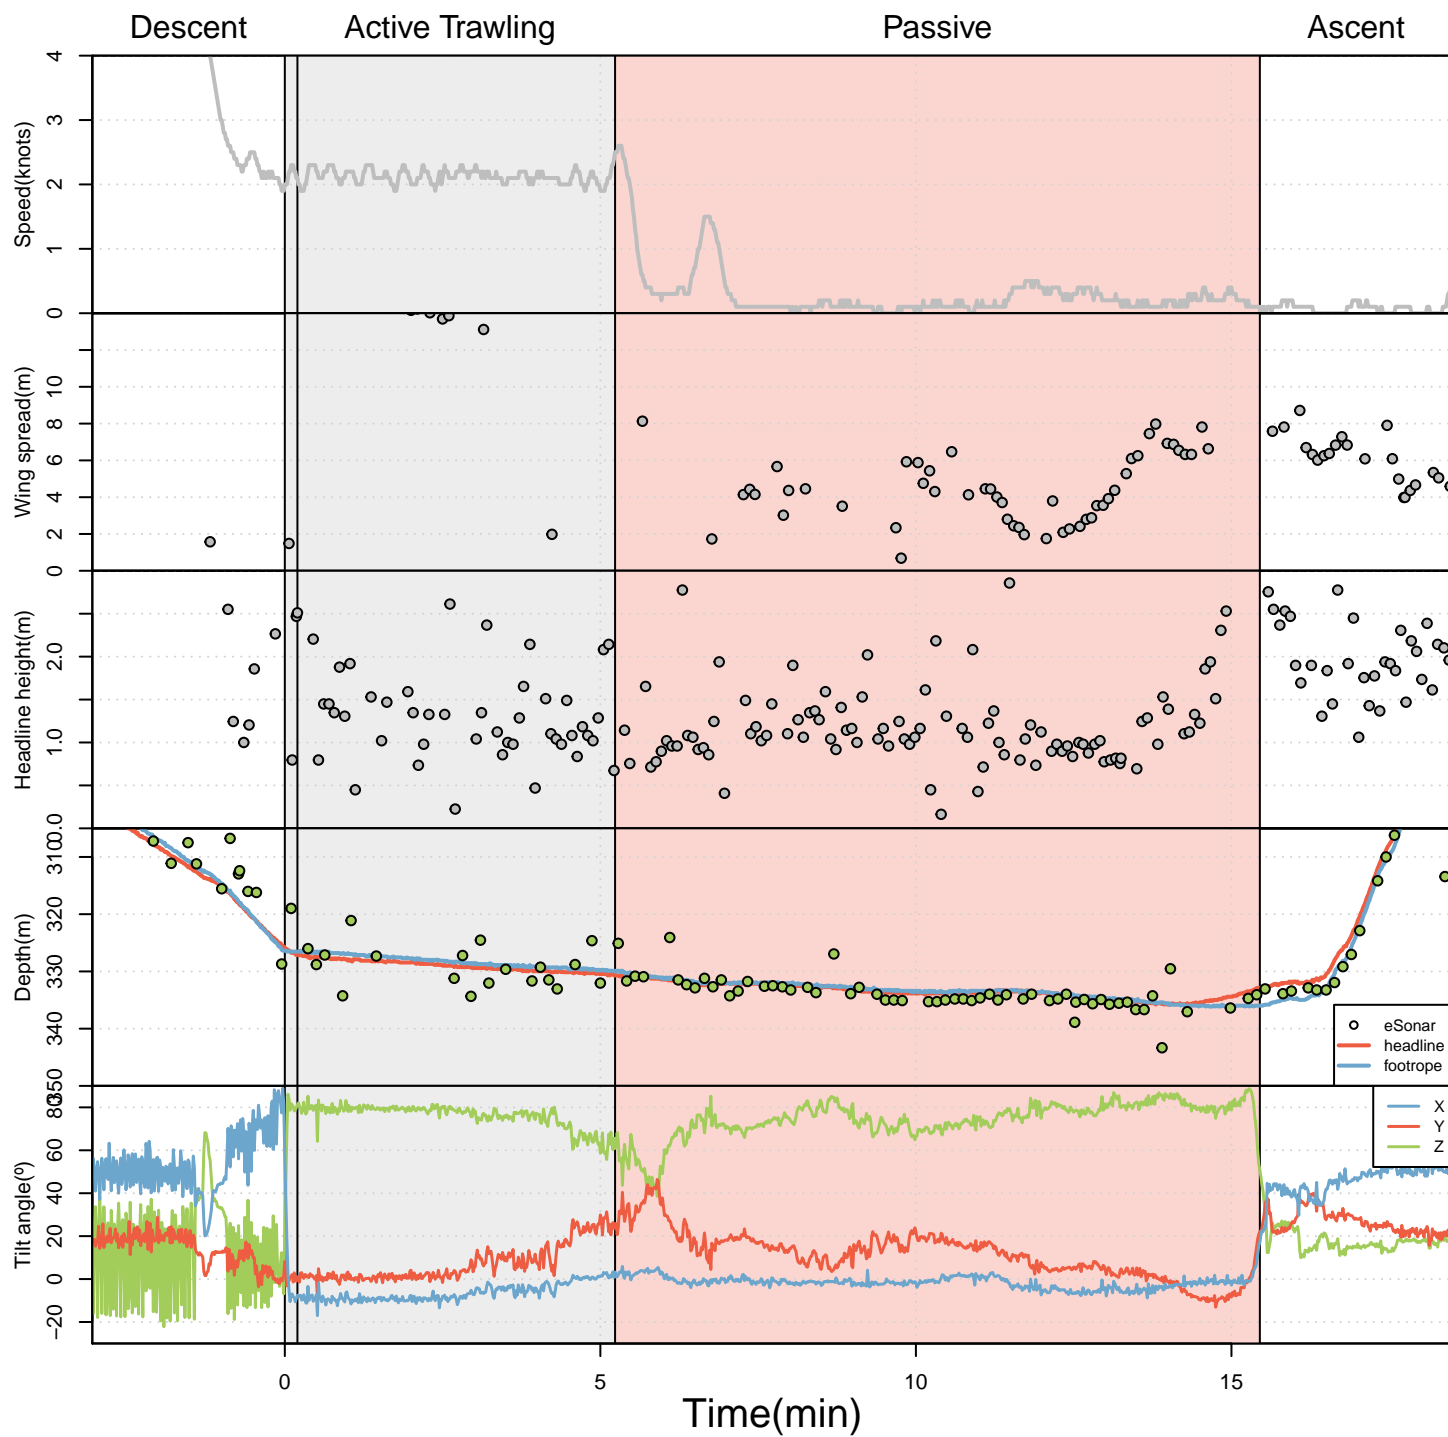 Descent Active Trawling Passive Ascent
Speed(knots)
4
3
2
1
0
Wing spread(m)
10
8
6
4
2
0
Headline height(m)
2.0
1.0
0.0
Depth(m)
310
320
330
340
350
eSonar
headline
footrope
Tilt angle(º)
80
60
40
20
0
−20
X
Y
Z
0 5 10 15
Time(min)